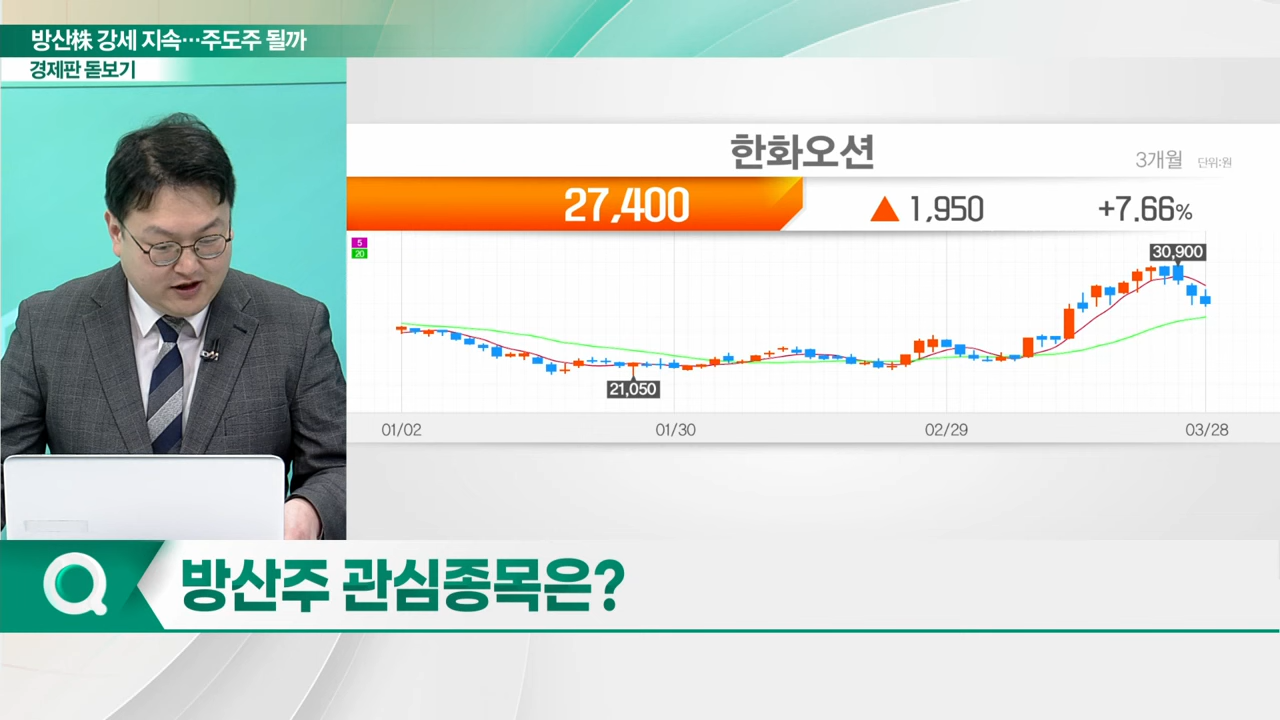 방산株 강세 지속…주도주 될까
경제판 돋보기
한화오션
3개월 단위:원
27,400 ▲ 1,950 +7.66%
5
20
30,900
21,050
01/02 01/30 02/29 03/28
방산주 관심종목은?